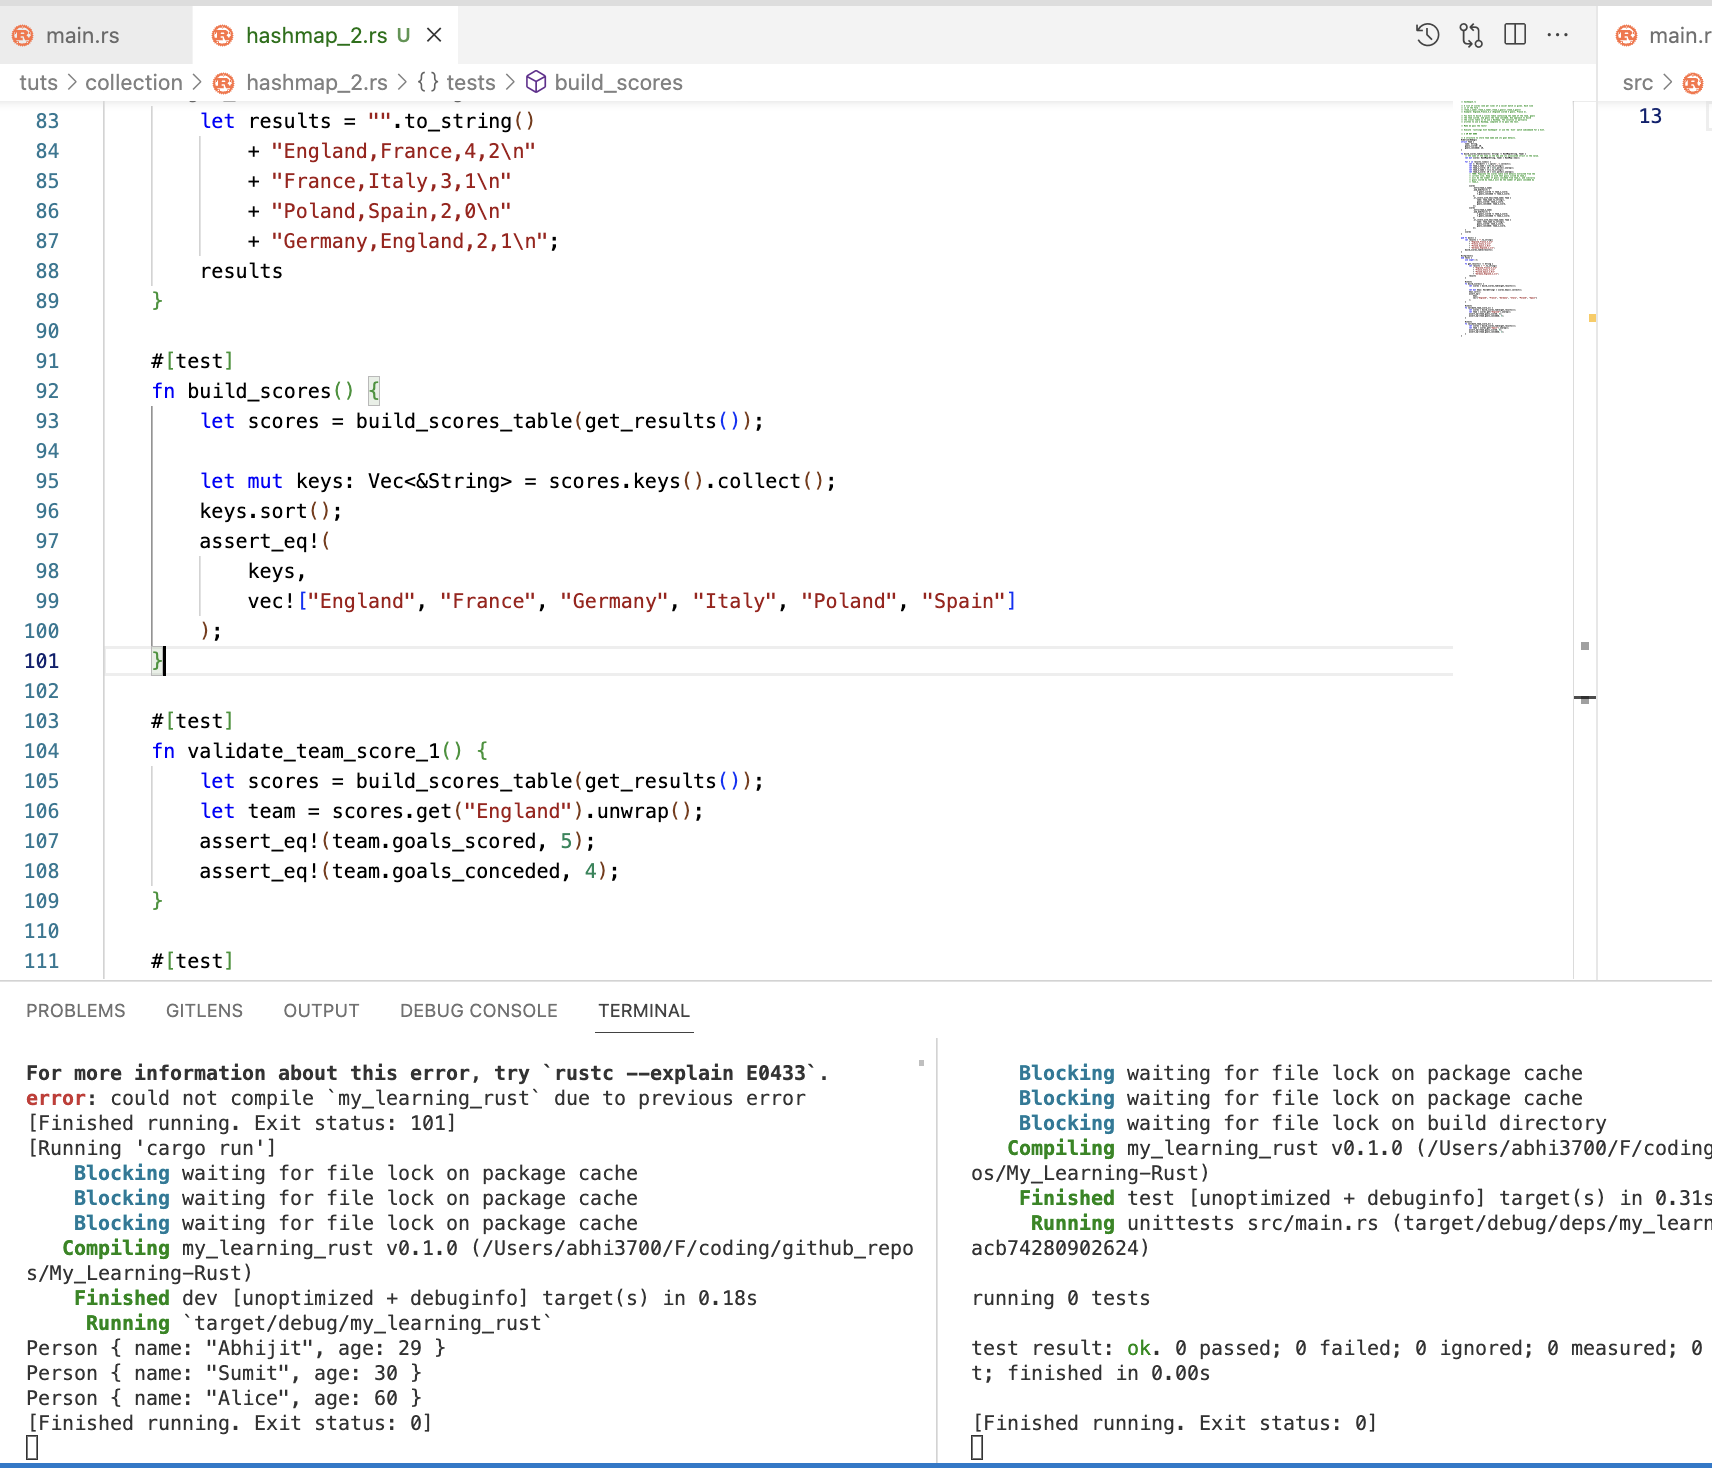 main.rs
hashmap_2.rs U
main.r
tuts > collection > hashmap_2.rs > {} tests > build_scores
src >
83 let results = "".to_string()
84 + "England,France,4,2\n"
85 + "France,Italy,3,1\n"
86 + "Poland,Spain,2,0\n"
87 + "Germany,England,2,1\n";
88 results
89 }
90
91 #[test]
92 fn build_scores() {
93 let scores = build_scores_table(get_results());
94
95 let mut keys: Vec<&String> = scores.keys().collect();
96 keys.sort();
97 assert_eq!(
98 keys,
99 vec!["England", "France", "Germany", "Italy", "Poland", "Spain"]
100 );
101 }
102
103 #[test]
104 fn validate_team_score_1() {
105 let scores = build_scores_table(get_results());
106 let team = scores.get("England").unwrap();
107 assert_eq!(team.goals_scored, 5);
108 assert_eq!(team.goals_conceded, 4);
109 }
110
111 #[test]
13
PROBLEMS GITLENS OUTPUT DEBUG CONSOLE TERMINAL
For more information about this error, try `rustc --explain E0433`.
error: could not compile `my_learning_rust` due to previous error
[Finished running. Exit status: 101]
[Running 'cargo run']
Blocking waiting for file lock on package cache
Blocking waiting for file lock on package cache
Blocking waiting for file lock on package cache
Compiling my_learning_rust v0.1.0 (/Users/abhi3700/F/coding/github_repo
s/My_Learning-Rust)
Finished dev [unoptimized + debuginfo] target(s) in 0.18s
Running `target/debug/my_learning_rust`
Person { name: "Abhijit", age: 29 }
Person { name: "Sumit", age: 30 }
Person { name: "Alice", age: 60 }
[Finished running. Exit status: 0]
Blocking waiting for file lock on package cache
Blocking waiting for file lock on package cache
Blocking waiting for file lock on build directory
Compiling my_learning_rust v0.1.0 (/Users/abhi3700/F/coding
os/My_Learning-Rust)
Finished test [unoptimized + debuginfo] target(s) in 0.31s
Running unittests src/main.rs (target/debug/deps/my_learn
acb74280902624)
running 0 tests
test result: ok. 0 passed; 0 failed; 0 ignored; 0 measured; 0
t; finished in 0.00s
[Finished running. Exit status: 0]